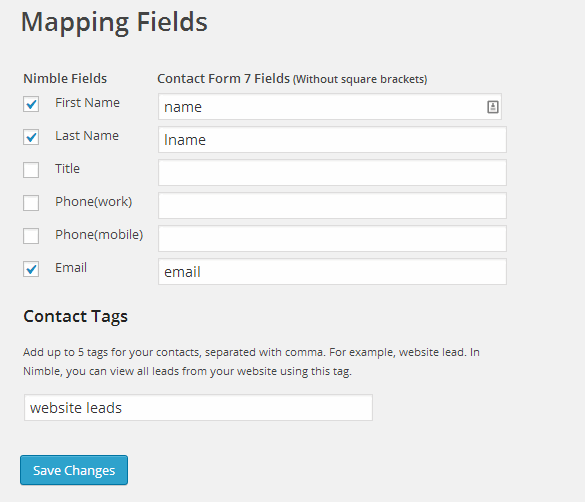 Mapping Fields
Nimble Fields Contact Form 7 Fields (Without square brackets)
First Name name
Last Name lname
Title
Phone(work)
Phone(mobile)
Email email
Contact Tags
Add up to 5 tags for your contacts, separated with comma. For example, website lead. In
Nimble, you can view all leads from your website using this tag.
website leads
Save Changes